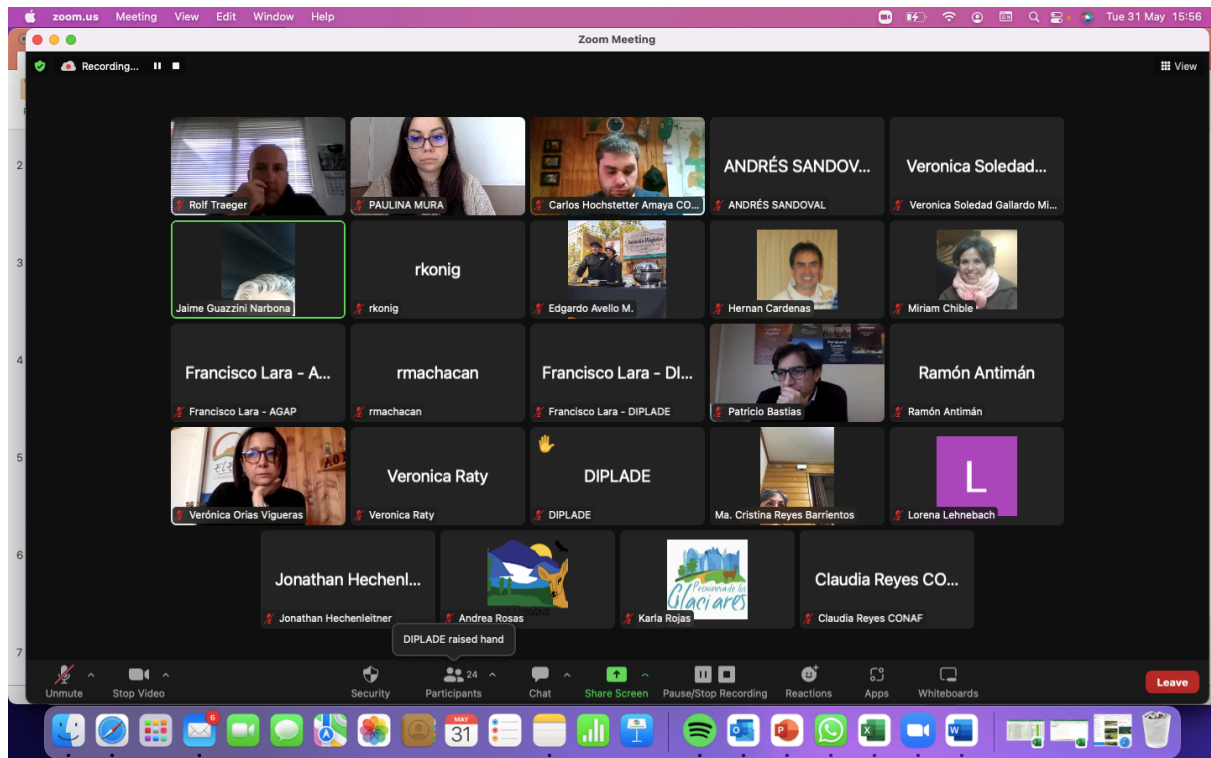 zoom.us Meeting View Edit Window Help Tue 31 May 15:56
Zoom Meeting
Recording... View
ANDRÉS SANDOV... Veronica Soledad...
Rolf Traeger PAULINA MURA Carlos Hochstetter Amaya CO... ANDRÉS SANDOVAL Veronica Soledad Gallardo Mi...
2
rkonig
3
Jaime Guazzini Narbona rkonig Edgardo Avello M. Hernan Cardenas Miriam Chible
Francisco Lara - A... rmachacan Francisco Lara - DI... Ramón Antimán
4
Francisco Lara - AGAP rmachacan Francisco Lara - DIPLADE Patricio Bastias Ramón Antimán
5
Veronica Raty DIPLADE L
Verónica Orias Vigueras Veronica Raty DIPLADE Ma. Cristina Reyes Barrientos Lorena Lehnebach
6
Jonathan Hechenl... Provincia de los Claudia Reyes CO...
Glaciares
Jonathan Hechenleitner Andrea Rosas Karla Rojas Claudia Reyes CONAF
DIPLADE raised hand
7
24
Unmute Stop Video Security Participants Chat Share Screen Pause/Stop Recording Reactions Apps Whiteboards Leave
6
MAY
31